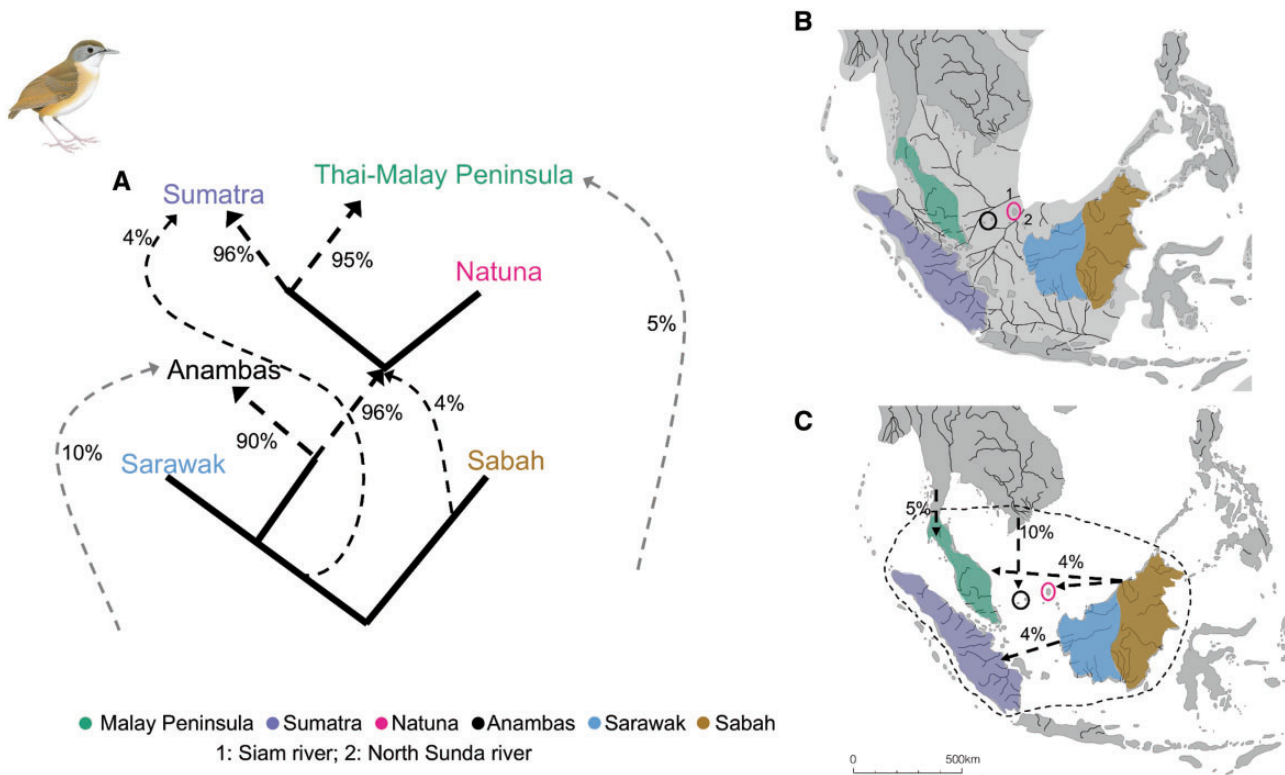 A
Sumatra
Thai-Malay Peninsula
4%
96%
95%
Natuna
5%
Anambas
96%
4%
90%
10%
Sarawak
Sabah
B
1
2
C
5%
10%
4%
4%
0
500km
Malay Peninsula Sumatra Natuna Anambas Sarawak Sabah
1: Siam river; 2: North Sunda river